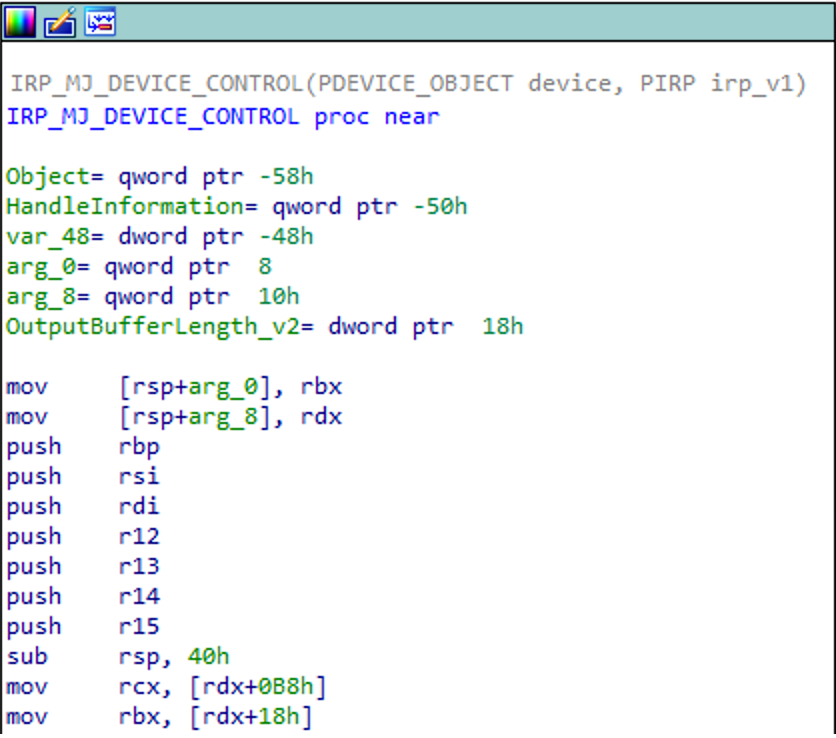 IRP_MJ_DEVICE_CONTROL(PDEVICE_OBJECT device, PIRP irp_v1)
IRP_MJ_DEVICE_CONTROL proc near
Object= qword ptr -58h
HandleInformation= qword ptr -50h
var_48= dword ptr -48h
arg_0= qword ptr  8
arg_8= qword ptr  10h
OutputBufferLength_v2= dword ptr  18h
mov     [rsp+arg_0], rbx
mov     [rsp+arg_8], rdx
push    rbp
push    rsi
push    rdi
push    r12
push    r13
push    r14
push    r15
sub     rsp, 40h
mov     rcx, [rdx+0B8h]
mov     rbx, [rdx+18h]